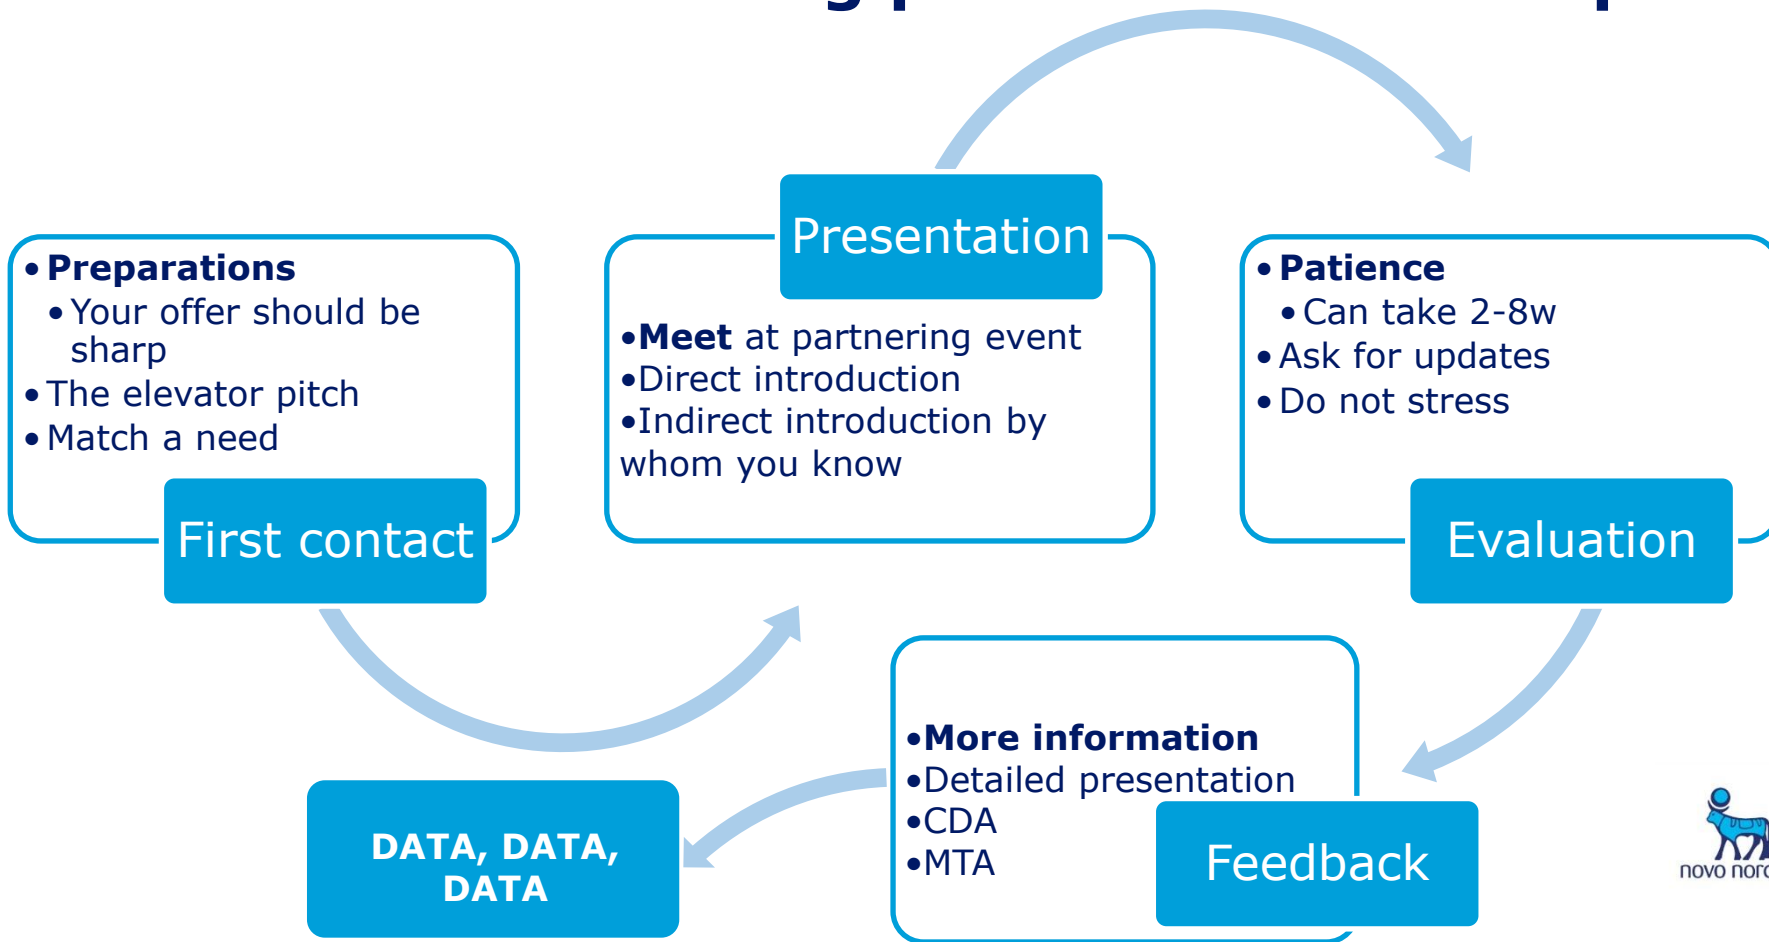 • Preparations
• Your offer should be
sharp
• The elevator pitch
• Match a need
First contact
Presentation
•Meet at partnering event
•Direct introduction
•Indirect introduction by
whom you know
• Patience
• Can take 2-8w
• Ask for updates
• Do not stress
Evaluation
•More information
•Detailed presentation
•CDA
•MTA
Feedback
DATA, DATA,
DATA
novo